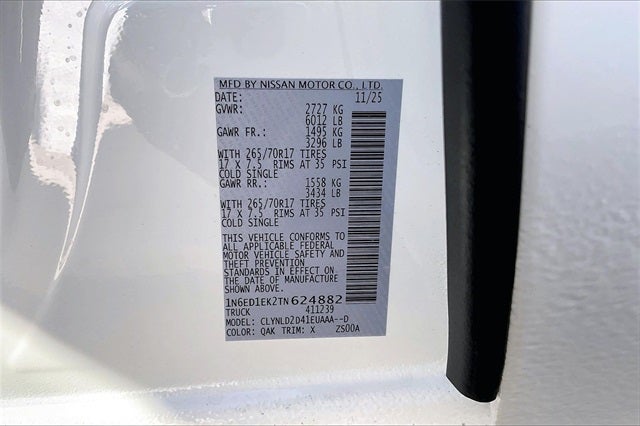 MFD BY NISSAN MOTOR CO., LTD.
DATE: 11/25
GVWR: 2727 KG
6012 LB
GAWR FR.: 1495 KG
3296 LB
WITH 265/70R17 TIRES
17 X 7.5 RIMS AT 35 PSI
COLD SINGLE
GAWR RR.: 1558 KG
3434 LB
WITH 265/70R17 TIRES
17 X 7.5 RIMS AT 35 PSI
COLD SINGLE
THIS VEHICLE CONFORMS TO
ALL APPLICABLE FEDERAL
MOTOR VEHICLE SAFETY AND
THEFT PREVENTION
STANDARDS IN EFFECT ON
THE DATE OF MANUFACTURE
SHOWN ABOVE.
1N6ED1EK2TN624882
TRUCK 411239
MODEL: CLYNLD2D41EUAAA--D
COLOR: QAK TRIM: X ZS00A